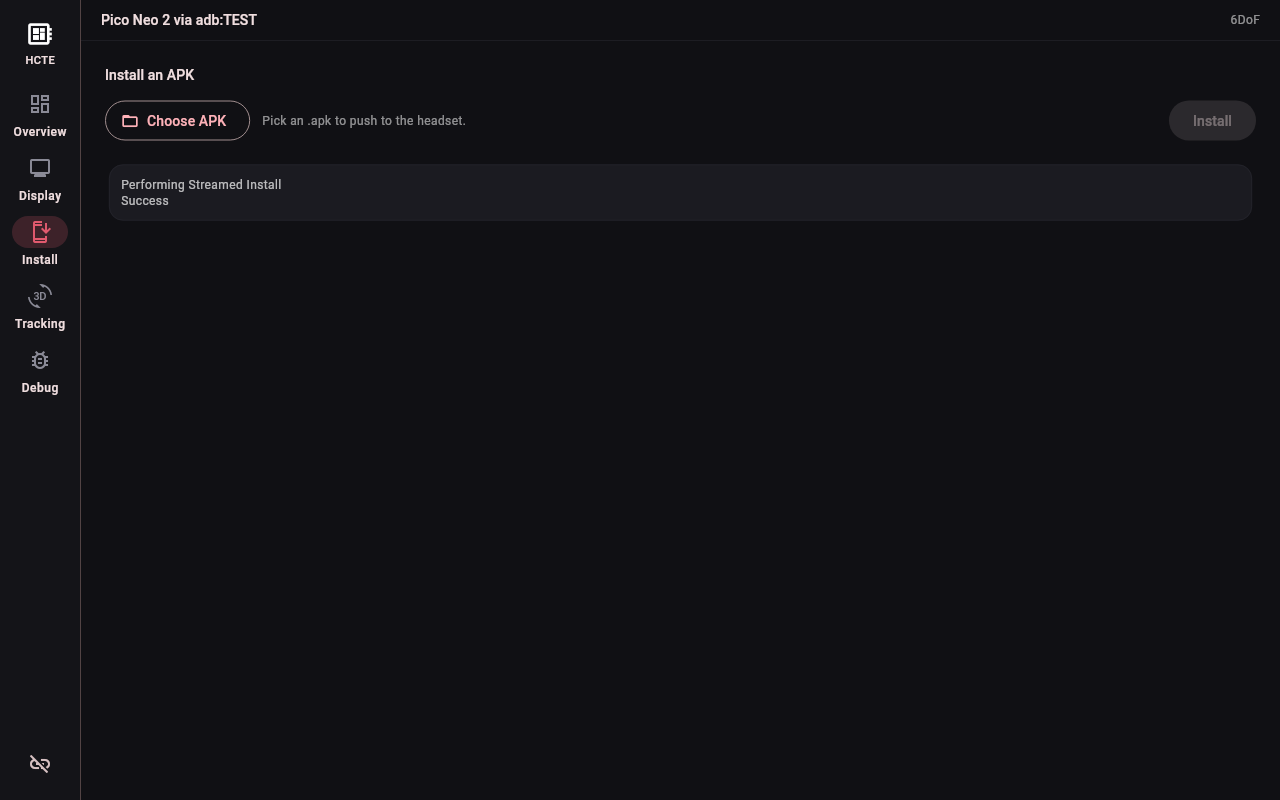 Pico Neo 2 via adb:TEST
6DoF
HCTE
Overview
Display
Install
3D
Tracking
Debug
Install an APK
Choose APK
Pick an .apk to push to the headset.
Install
Performing Streamed Install
Success